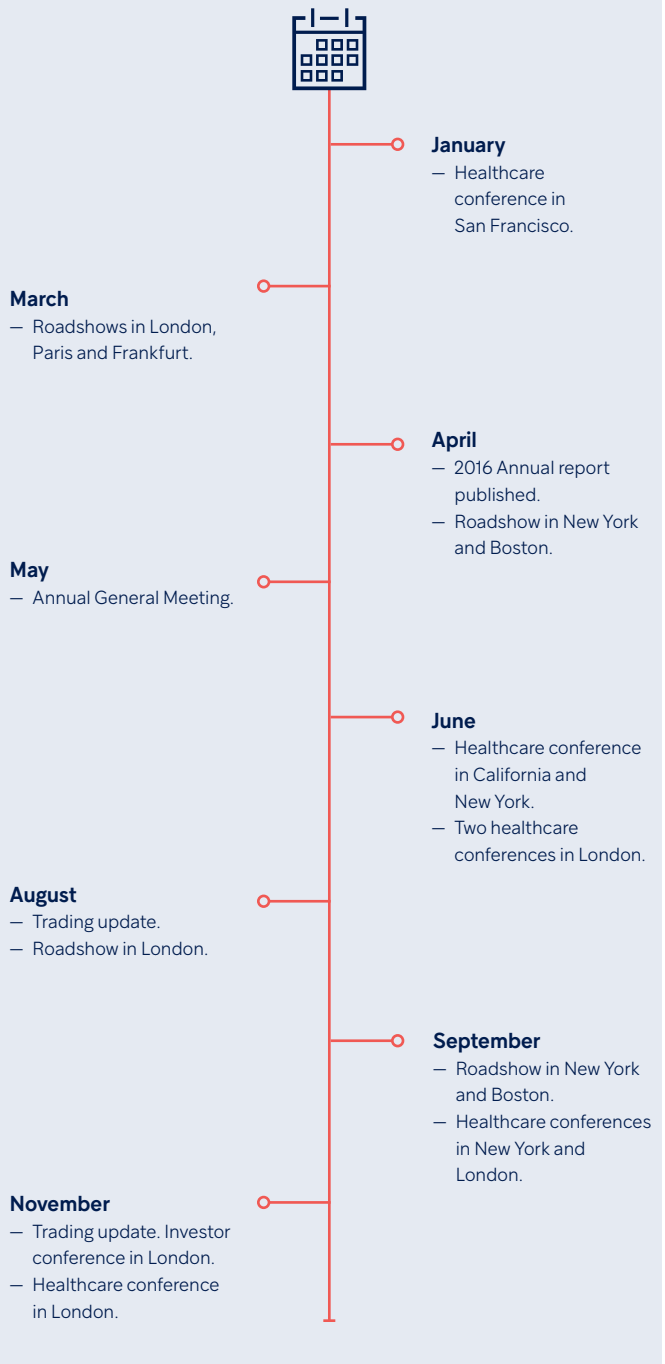 January
— Healthcare
conference in
San Francisco.
March
— Roadshows in London,
Paris and Frankfurt.
April
— 2016 Annual report
published.
— Roadshow in New York
and Boston.
May
— Annual General Meeting.
June
— Healthcare conference
in California and
New York.
— Two healthcare
conferences in London.
August
— Trading update.
— Roadshow in London.
September
— Roadshow in New York
and Boston.
— Healthcare conferences
in New York and
London.
November
— Trading update. Investor
conference in London.
— Healthcare conference
in London.